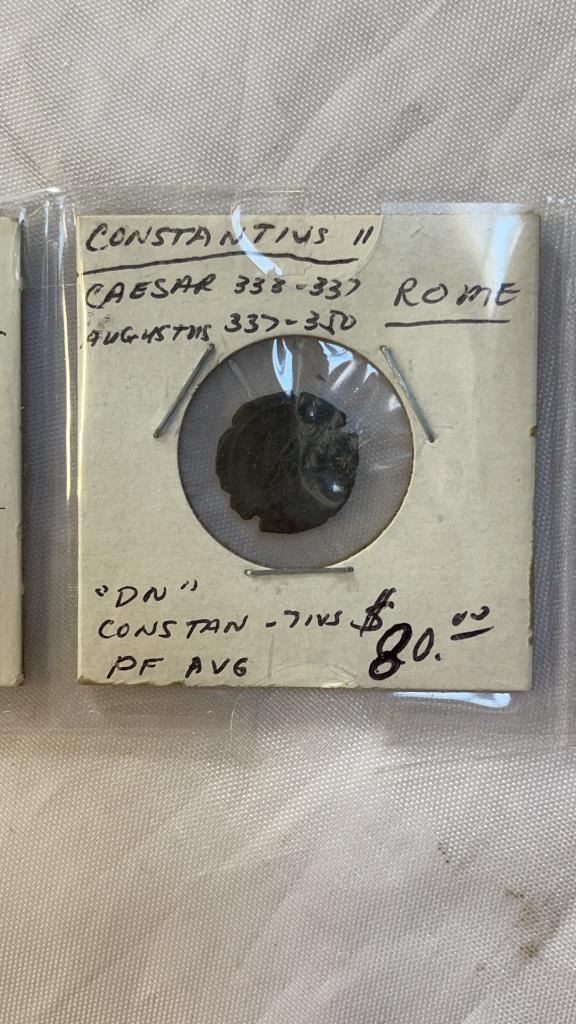 CONSTANTIUS II
CAESAR 333-337
ROME
AUGUSTUS 337-350
"DN"
CONSTAN-TIUS
PF AVG
$80.00